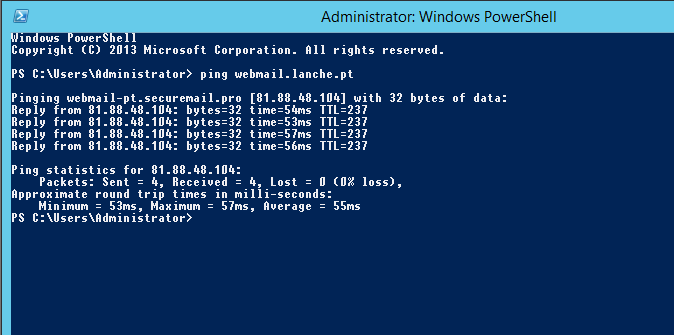 Administrator: Windows PowerShell
Windows PowerShell
Copyright (C) 2013 Microsoft Corporation. All rights reserved.
PS C:\Users\Administrator> ping webmail.lanche.pt
Pinging webmail-pt.securemail.pro [81.88.48.104] with 32 bytes of data:
Reply from 81.88.48.104: bytes=32 time=54ms TTL=237
Reply from 81.88.48.104: bytes=32 time=53ms TTL=237
Reply from 81.88.48.104: bytes=32 time=57ms TTL=237
Reply from 81.88.48.104: bytes=32 time=56ms TTL=237
Ping statistics for 81.88.48.104:
    Packets: Sent = 4, Received = 4, Lost = 0 (0% loss),
Approximate round trip times in milli-seconds:
    Minimum = 53ms, Maximum = 57ms, Average = 55ms
PS C:\Users\Administrator>